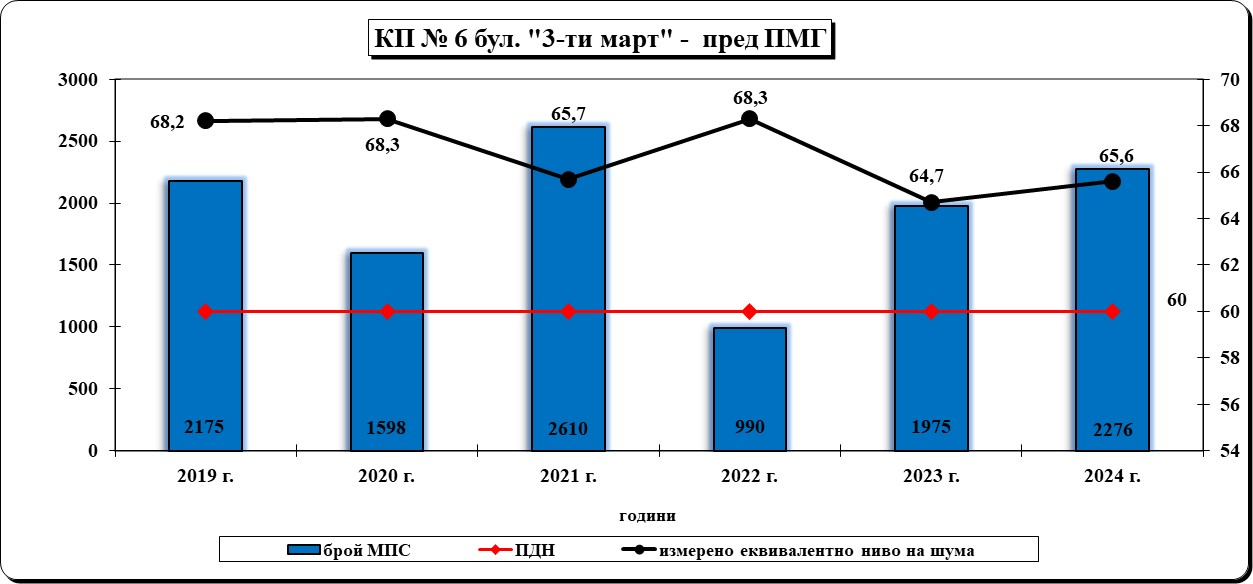 КП № 6 бул. "3-ти март" - пред ПМГ
3000
2500
2000
1500
1000
500
0
70
68
66
64
62
60
58
56
54
68,2
68,3
65,7
68,3
64,7
65,6
60
2175
1598
2610
990
1975
2276
2019 г.
2020 г.
2021 г.
2022 г.
2023 г.
2024 г.
години
брой МПС
ПДН
измерено еквивалентно ниво на шума